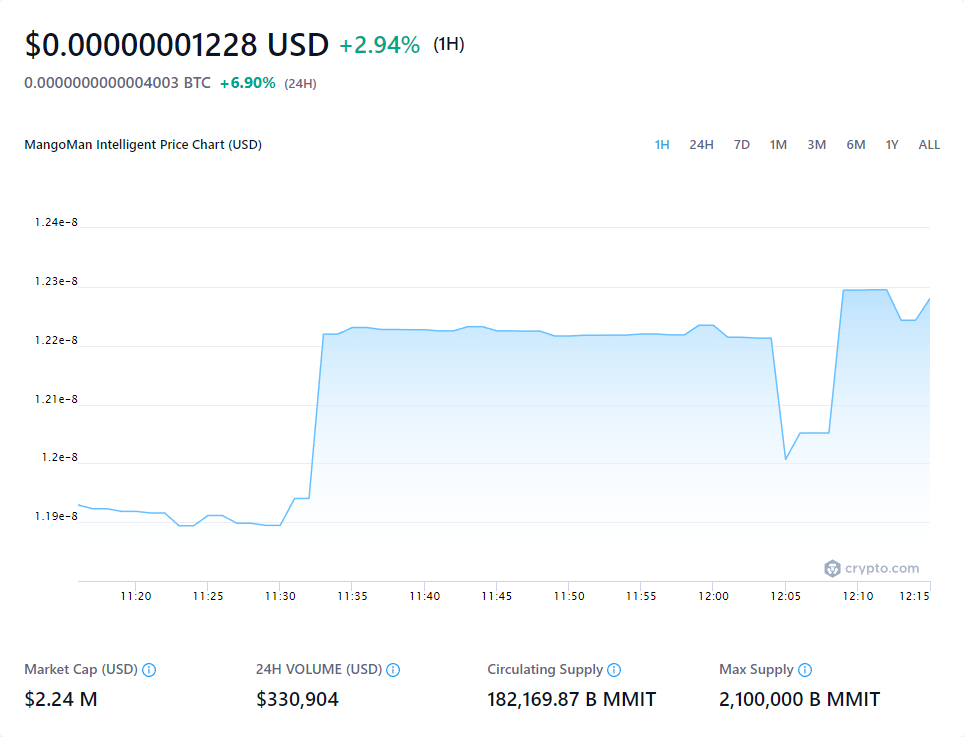 $0.00000001228 USD +2.94% (1H)
0.0000000000004003 BTC +6.90% (24H)
MangoMan Intelligent Price Chart (USD) 1H 24H 7D 1M 3M 6M 1Y ALL
1.24e-8
1.23e-8
1.22e-8
1.21e-8
1.2e-8
1.19e-8
crypto.com
11:20 11:25 11:30 11:35 11:40 11:45 11:50 11:55 12:00 12:05 12:10 12:15
Market Cap (USD) 24H VOLUME (USD) Circulating Supply Max Supply
$2.24 M $330,904 182,169.87 B MMIT 2,100,000 B MMIT